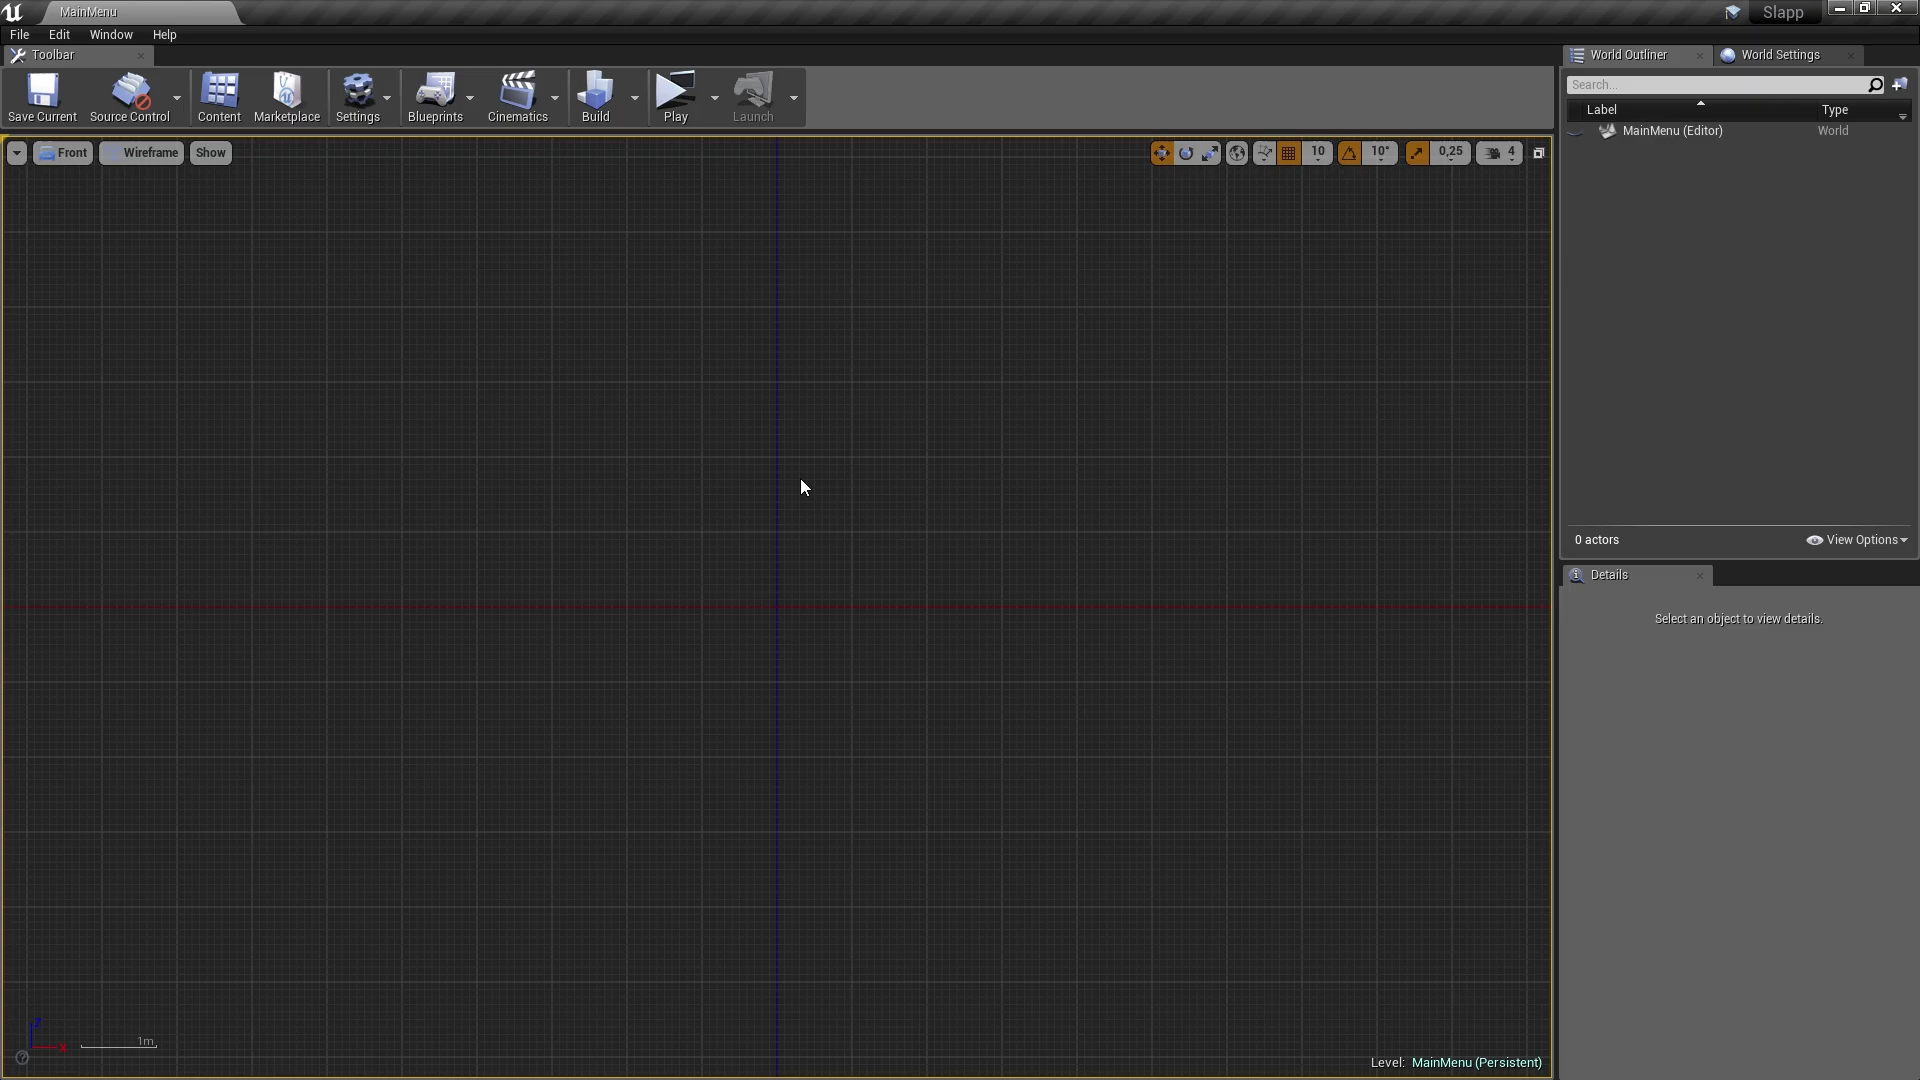 MainMenu
Slapp
File Edit Window Help
Toolbar
World Outliner
World Settings
Save Current
Source Control
Content
Marketplace
Settings
Blueprints
Cinematics
Build
Play
Launch
Search...
Label
Type
MainMenu (Editor)
World
Front
Wireframe
Show
10
10°
0,25
4
0 actors
View Options
Details
Select an object to view details.
Z
X
1m
Level: MainMenu (Persistent)